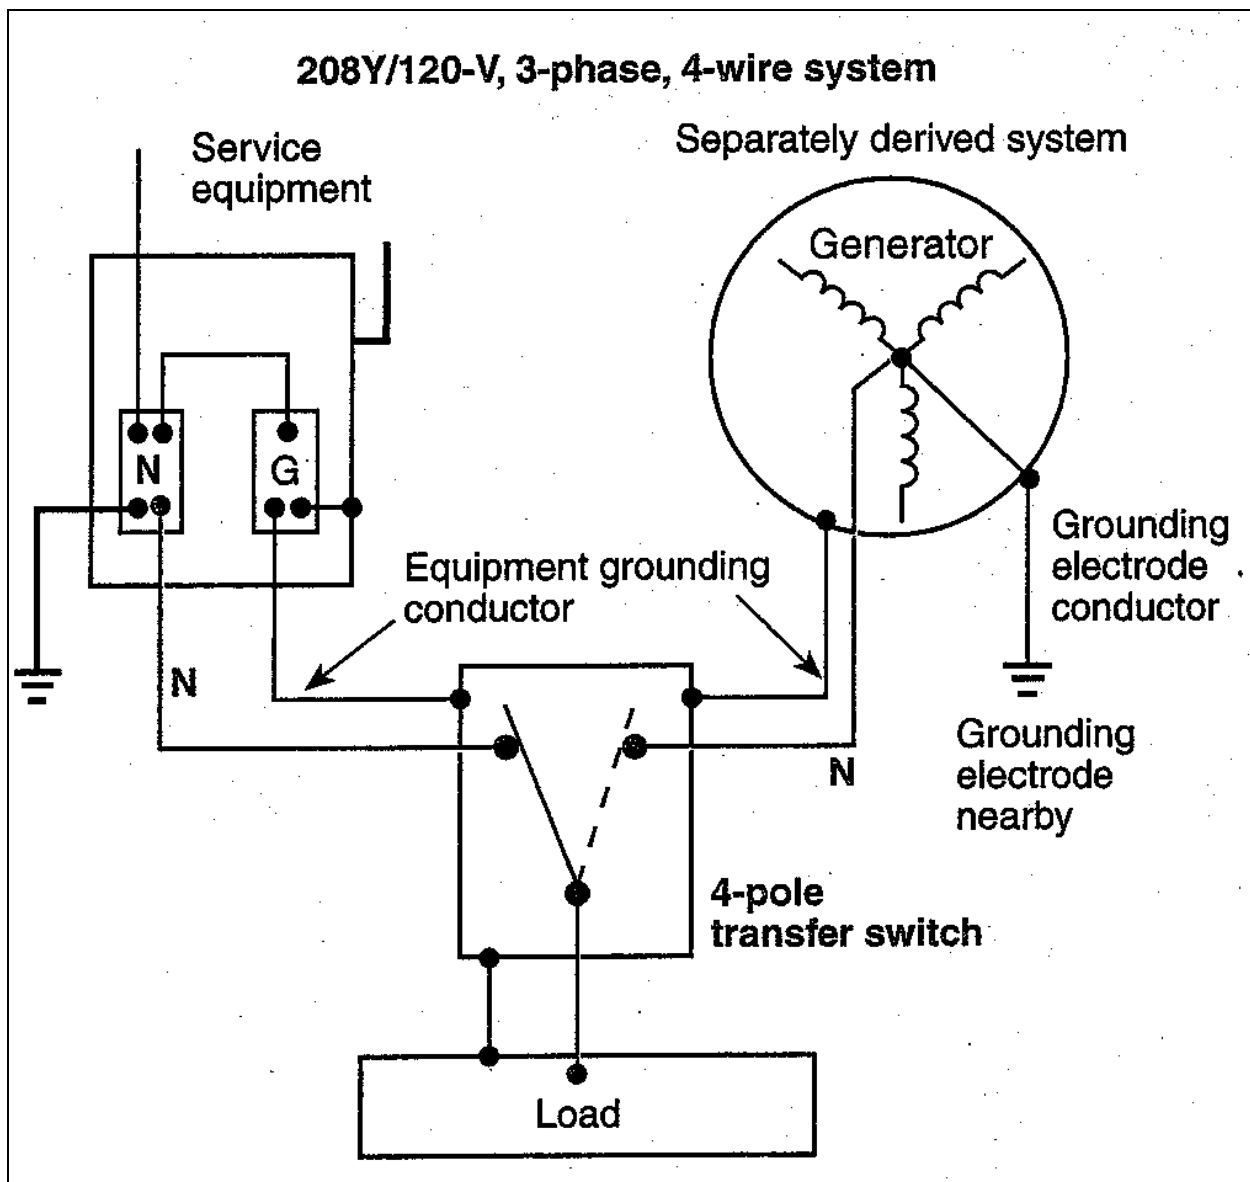 208Y/120-V, 3-phase, 4-wire system
Service
equipment
Separately derived system
Generator
N
G
Equipment grounding
conductor
Grounding
electrode
conductor
N
N
Grounding
electrode
nearby
4-pole
transfer switch
Load